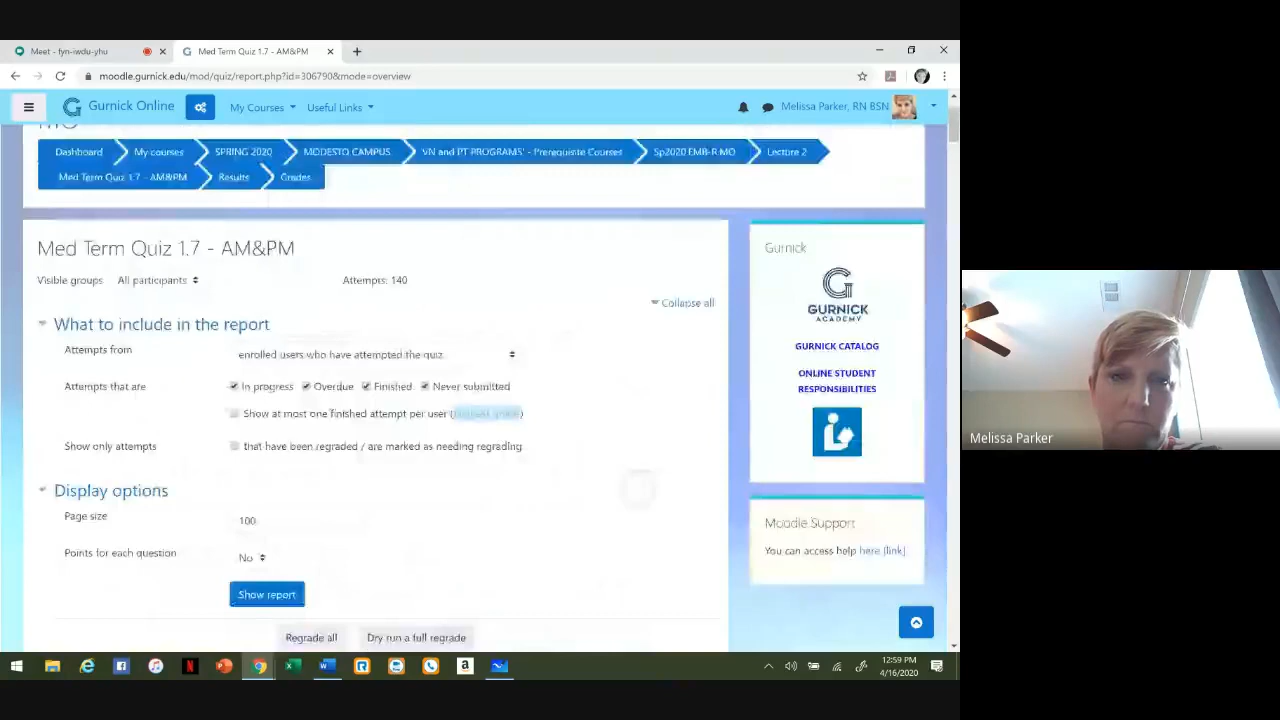 Meet - fyn-iwdu-yhu
Med Term Quiz 1.7 - AM&PM
moodle.gurnick.edu/mod/quiz/report.php?id=306790&mode=overview
Gurnick Online
My Courses
Useful Links
Melissa Parker, RN BSN
Dashboard
My courses
SPRING 2020
MODESTO CAMPUS
VN and PT PROGRAMS' - Prerequisite Courses
Sp2020 EMB-R MO
Lecture 2
Med Term Quiz 1.7 - AM&PM
Results
Grades
Med Term Quiz 1.7 - AM&PM
Visible groups All participants
Attempts: 140
Collapse all
What to include in the report
Attempts from enrolled users who have attempted the quiz
Attempts that are In progress Overdue Finished Never submitted
Show at most one finished attempt per user
Show only attempts that have been regraded / are marked as needing regrading
Display options
Page size 100
Points for each question No
Show report
Regrade all Dry run a full regrade
Gurnick
G
GURNICK
ACADEMY
GURNICK CATALOG
ONLINE STUDENT
RESPONSIBILITIES
Moodle Support
You can access help here [link]
12:59 PM
4/16/2020
Melissa Parker